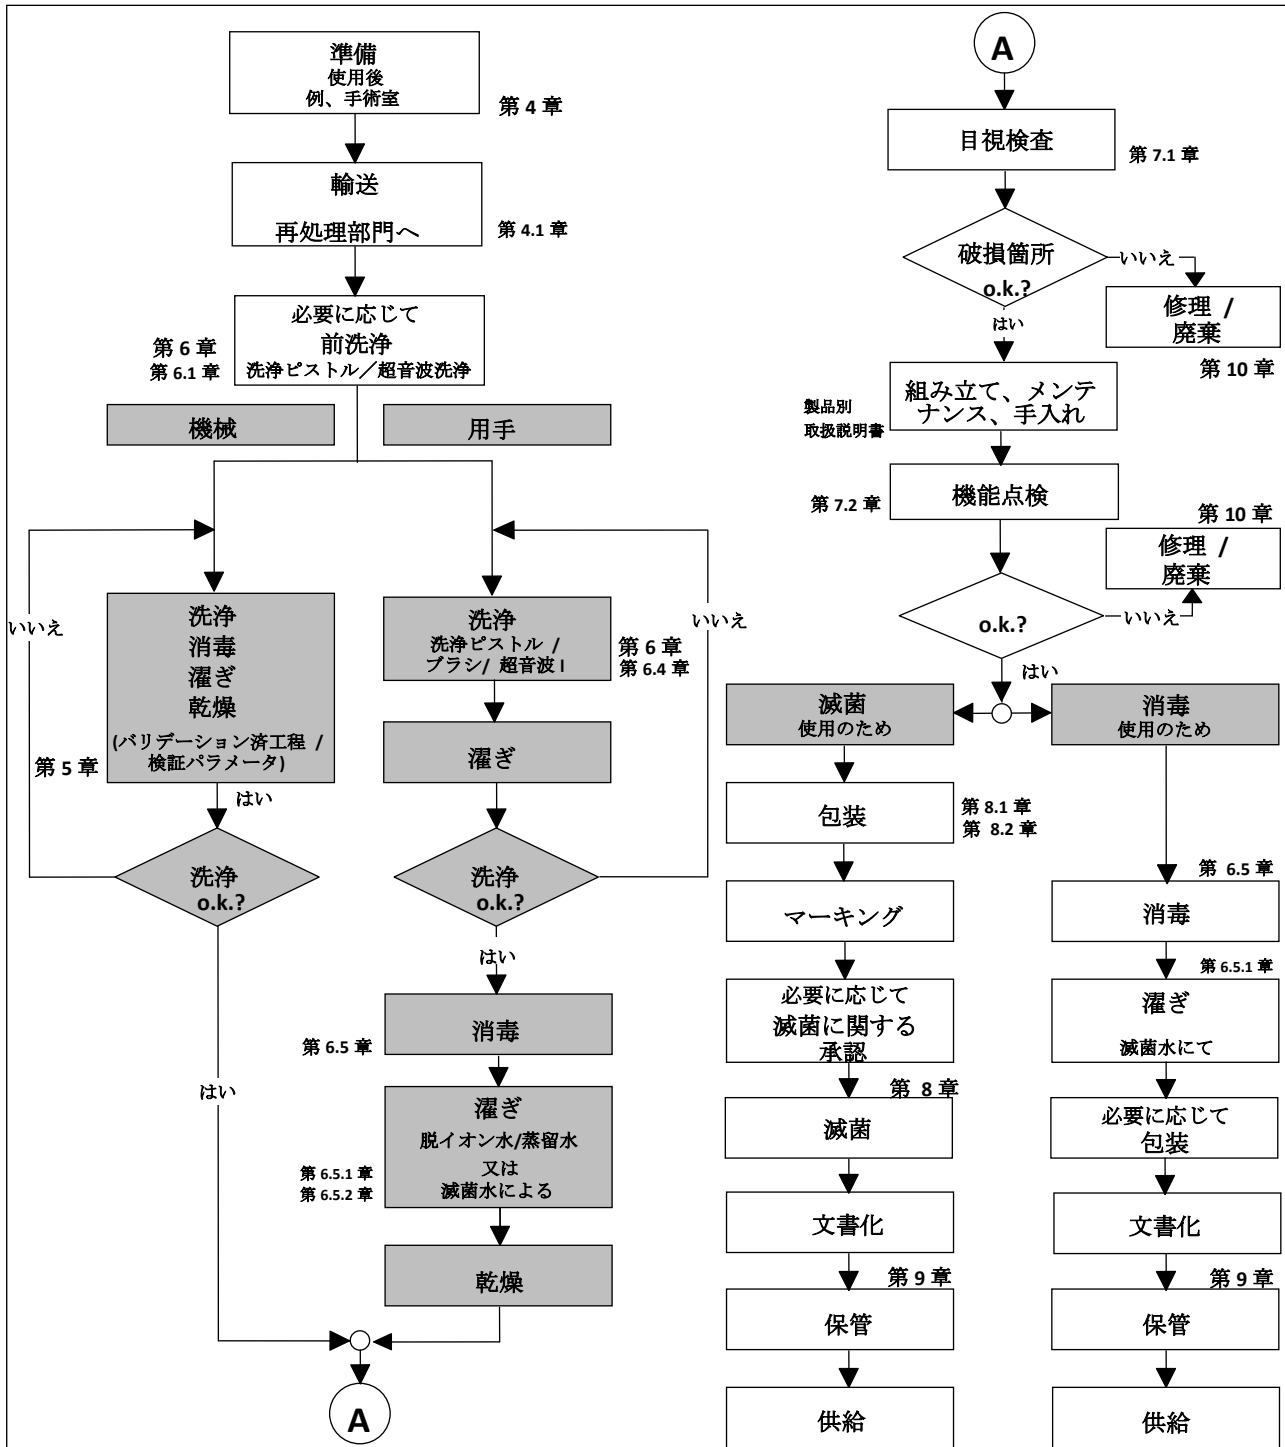 準備
使用後
例、手術室
第 4 章
輸送
再処理部門へ
第 4.1 章
必要に応じて
前洗浄
洗浄ピストル／超音波洗浄
第 6 章
第 6.1 章
機械
用手
いいえ
洗浄
消毒
濯ぎ
乾燥
(バリデーション済工程 /
検証パラメータ)
第 5 章
はい
洗浄
o.k.?
はい
洗浄
洗浄ピストル /
ブラシ/ 超音波 I
第 6 章
第 6.4 章
いいえ
濯ぎ
洗浄
o.k.?
はい
消毒
第 6.5 章
濯ぎ
脱イオン水/蒸留水
又は
滅菌水による
第 6.5.1 章
第 6.5.2 章
乾燥
A
A
目視検査
第 7.1 章
破損箇所
o.k.?
いいえ
修理 /
廃棄
第 10 章
はい
組み立て、メンテ
ナンス、手入れ
製品別
取扱説明書
機能点検
第 7.2 章
第 10 章
修理 /
廃棄
o.k.?
いいえ
はい
滅菌
使用のため
包装
第 8.1 章
第 8.2 章
マーキング
必要に応じて
滅菌に関する
承認
第 8 章
滅菌
文書化
第 9 章
保管
供給
消毒
使用のため
第 6.5 章
消毒
第 6.5.1 章
濯ぎ
滅菌水にて
必要に応じて
包装
文書化
第 9 章
保管
供給